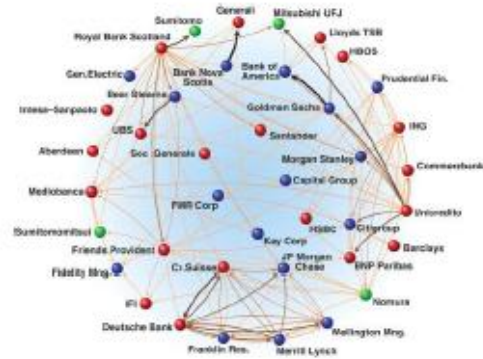 Sumitomo
Generali
Mitsubishi UFJ
Royal Bank Scotland
Lloyds TSB
HBOS
Gen.Electric
Bank Nova
Scotia
Bank of
America
Prudential Fin.
Bear Stearns
Goldman Sachs
Intesa-Sanpaolo
UBS
Santander
ING
Aberdeen
Soc. Generale
Morgan Stanley
Commerzbank
Mediobanca
Capital Group
FMR Corp
Unicredito
Sumitomomitsui
HSBC
Citigroup
Friends Provident
Key Corp
Barclays
Fidelity Mng.
Cr.Suisse
JP Morgan
Chase
BNP Paribas
IFI
Nomura
Deutsche Bank
Wellington Mng.
Franklin Res.
Merrill Lynch